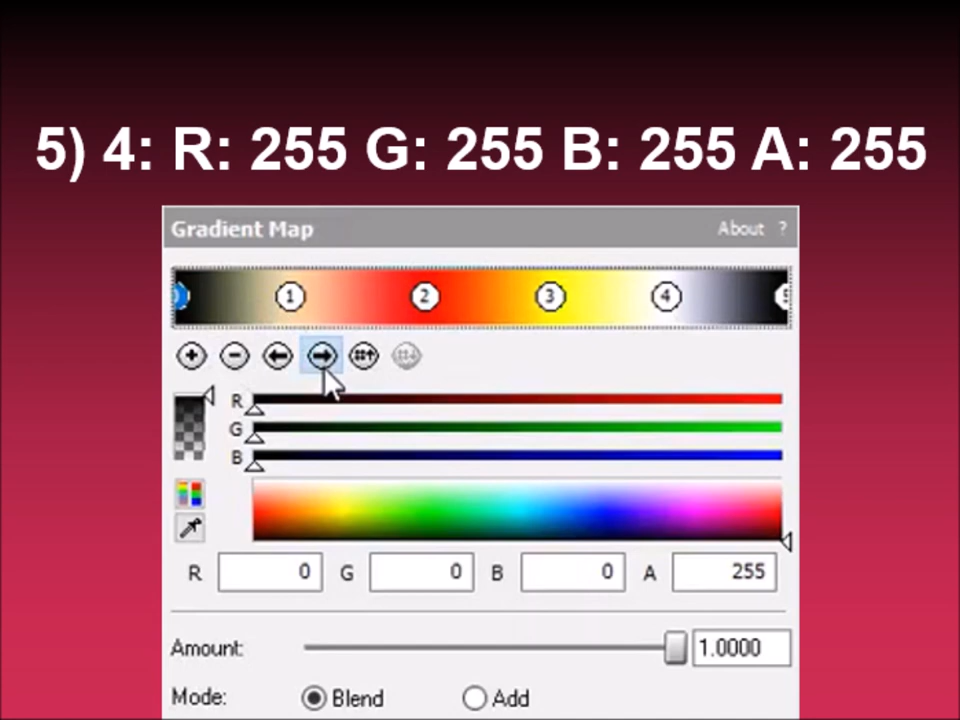 5) 4: R: 255 G: 255 B: 255 A: 255
Gradient Map About ?
1 2 3 4
R
G
B
R 0 G 0 B 0 A 255
Amount: 1.0000
Mode: Blend Add